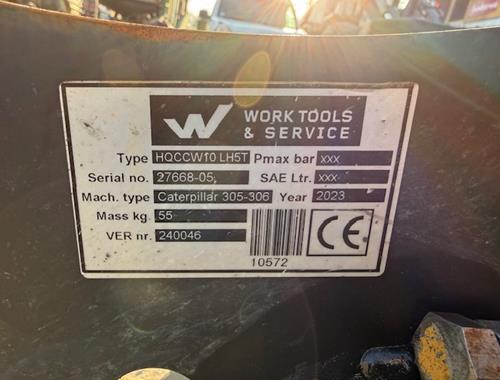 W WORK TOOLS
& SERVICE
Type HQCCW10 LH5T Pmax bar xxx
Serial no. 27668-05 SAE Ltr. xxx
Mach. type Caterpillar 305-306 Year 2023
Mass kg. 55
VER nr. 240046
CE
10572